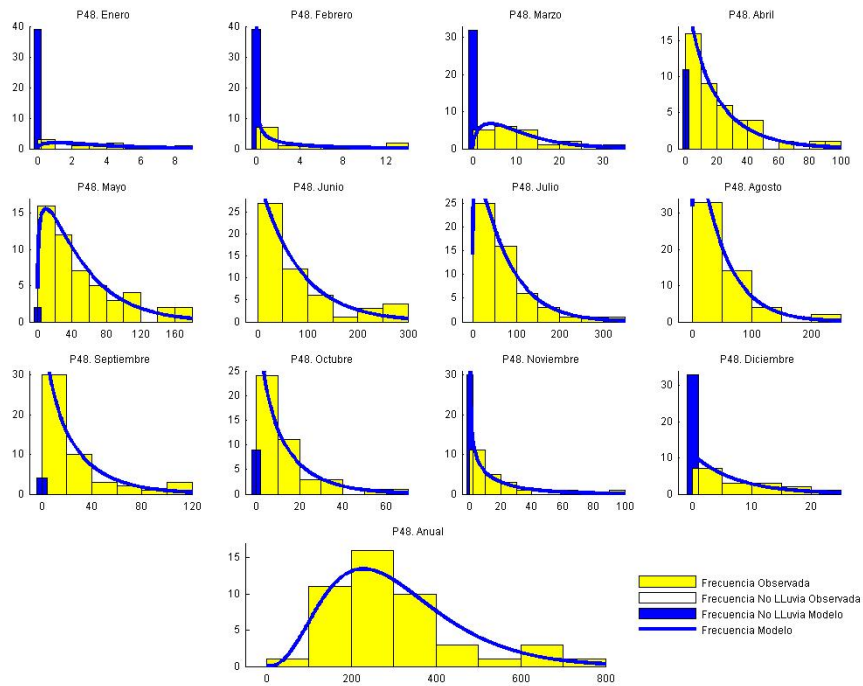 P48. Enero
P48. Febrero
P48. Marzo
P48. Abril
40
30
20
10
0
0 2 4 6 8
40
30
20
10
0
0 4 8 12
30
20
10
0
0 10 20 30
15
10
5
0
0 20 40 60 80 100
P48. Mayo
P48. Junio
P48. Julio
P48. Agosto
15
10
5
0
0 40 80 140 180
25
20
15
10
5
0
0 100 200 300
25
20
15
10
5
0
0 100 200 300
30
20
10
0
0 100 200
P48. Septiembre
P48. Octubre
P48. Noviembre
P48. Diciembre
30
20
10
0
0 40 80 120
25
20
15
10
5
0
0 20 40 60
30
20
10
0
0 20 40 60 80 100
30
20
10
0
0 10 20
P48. Anual
15
10
5
0
0 200 400 600 800
Frecuencia Observada
Frecuencia No LLuvia Observada
Frecuencia No LLuvia Modelo
Frecuencia Modelo